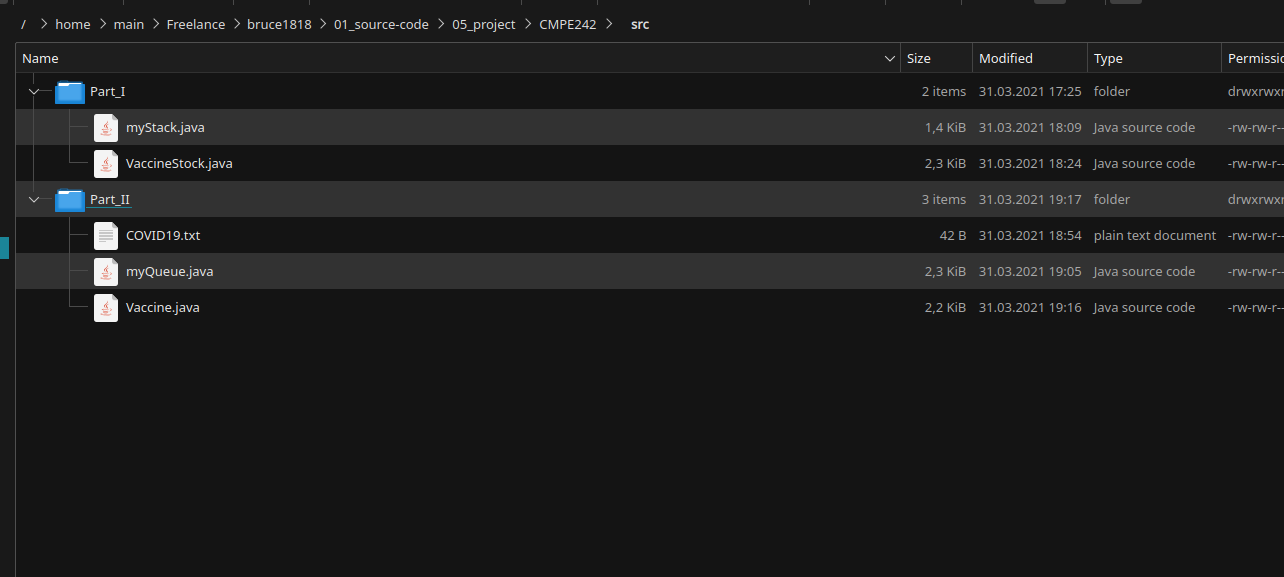 / > home > main > Freelance > bruce1818 > 01_source-code > 05_project > CMPE242 > src
Name Size Modified Type Permissio
Part_I 2 items 31.03.2021 17:25 folder drwxrwxr
myStack.java 1,4 KiB 31.03.2021 18:09 Java source code -rw-rw-r--
VaccineStock.java 2,3 KiB 31.03.2021 18:24 Java source code -rw-rw-r--
Part_II 3 items 31.03.2021 19:17 folder drwxrwxr
COVID19.txt 42 B 31.03.2021 18:54 plain text document -rw-rw-r--
myQueue.java 2,3 KiB 31.03.2021 19:05 Java source code -rw-rw-r--
Vaccine.java 2,2 KiB 31.03.2021 19:16 Java source code -rw-rw-r--